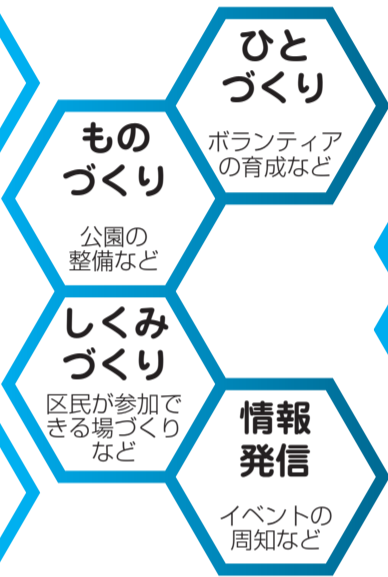 ひと
づくり
ボランティア
の育成など
もの
づくり
公園の
整備など
しくみ
づくり
区民が参加で
きる場づくり
など
情報
発信
イベントの
周知など